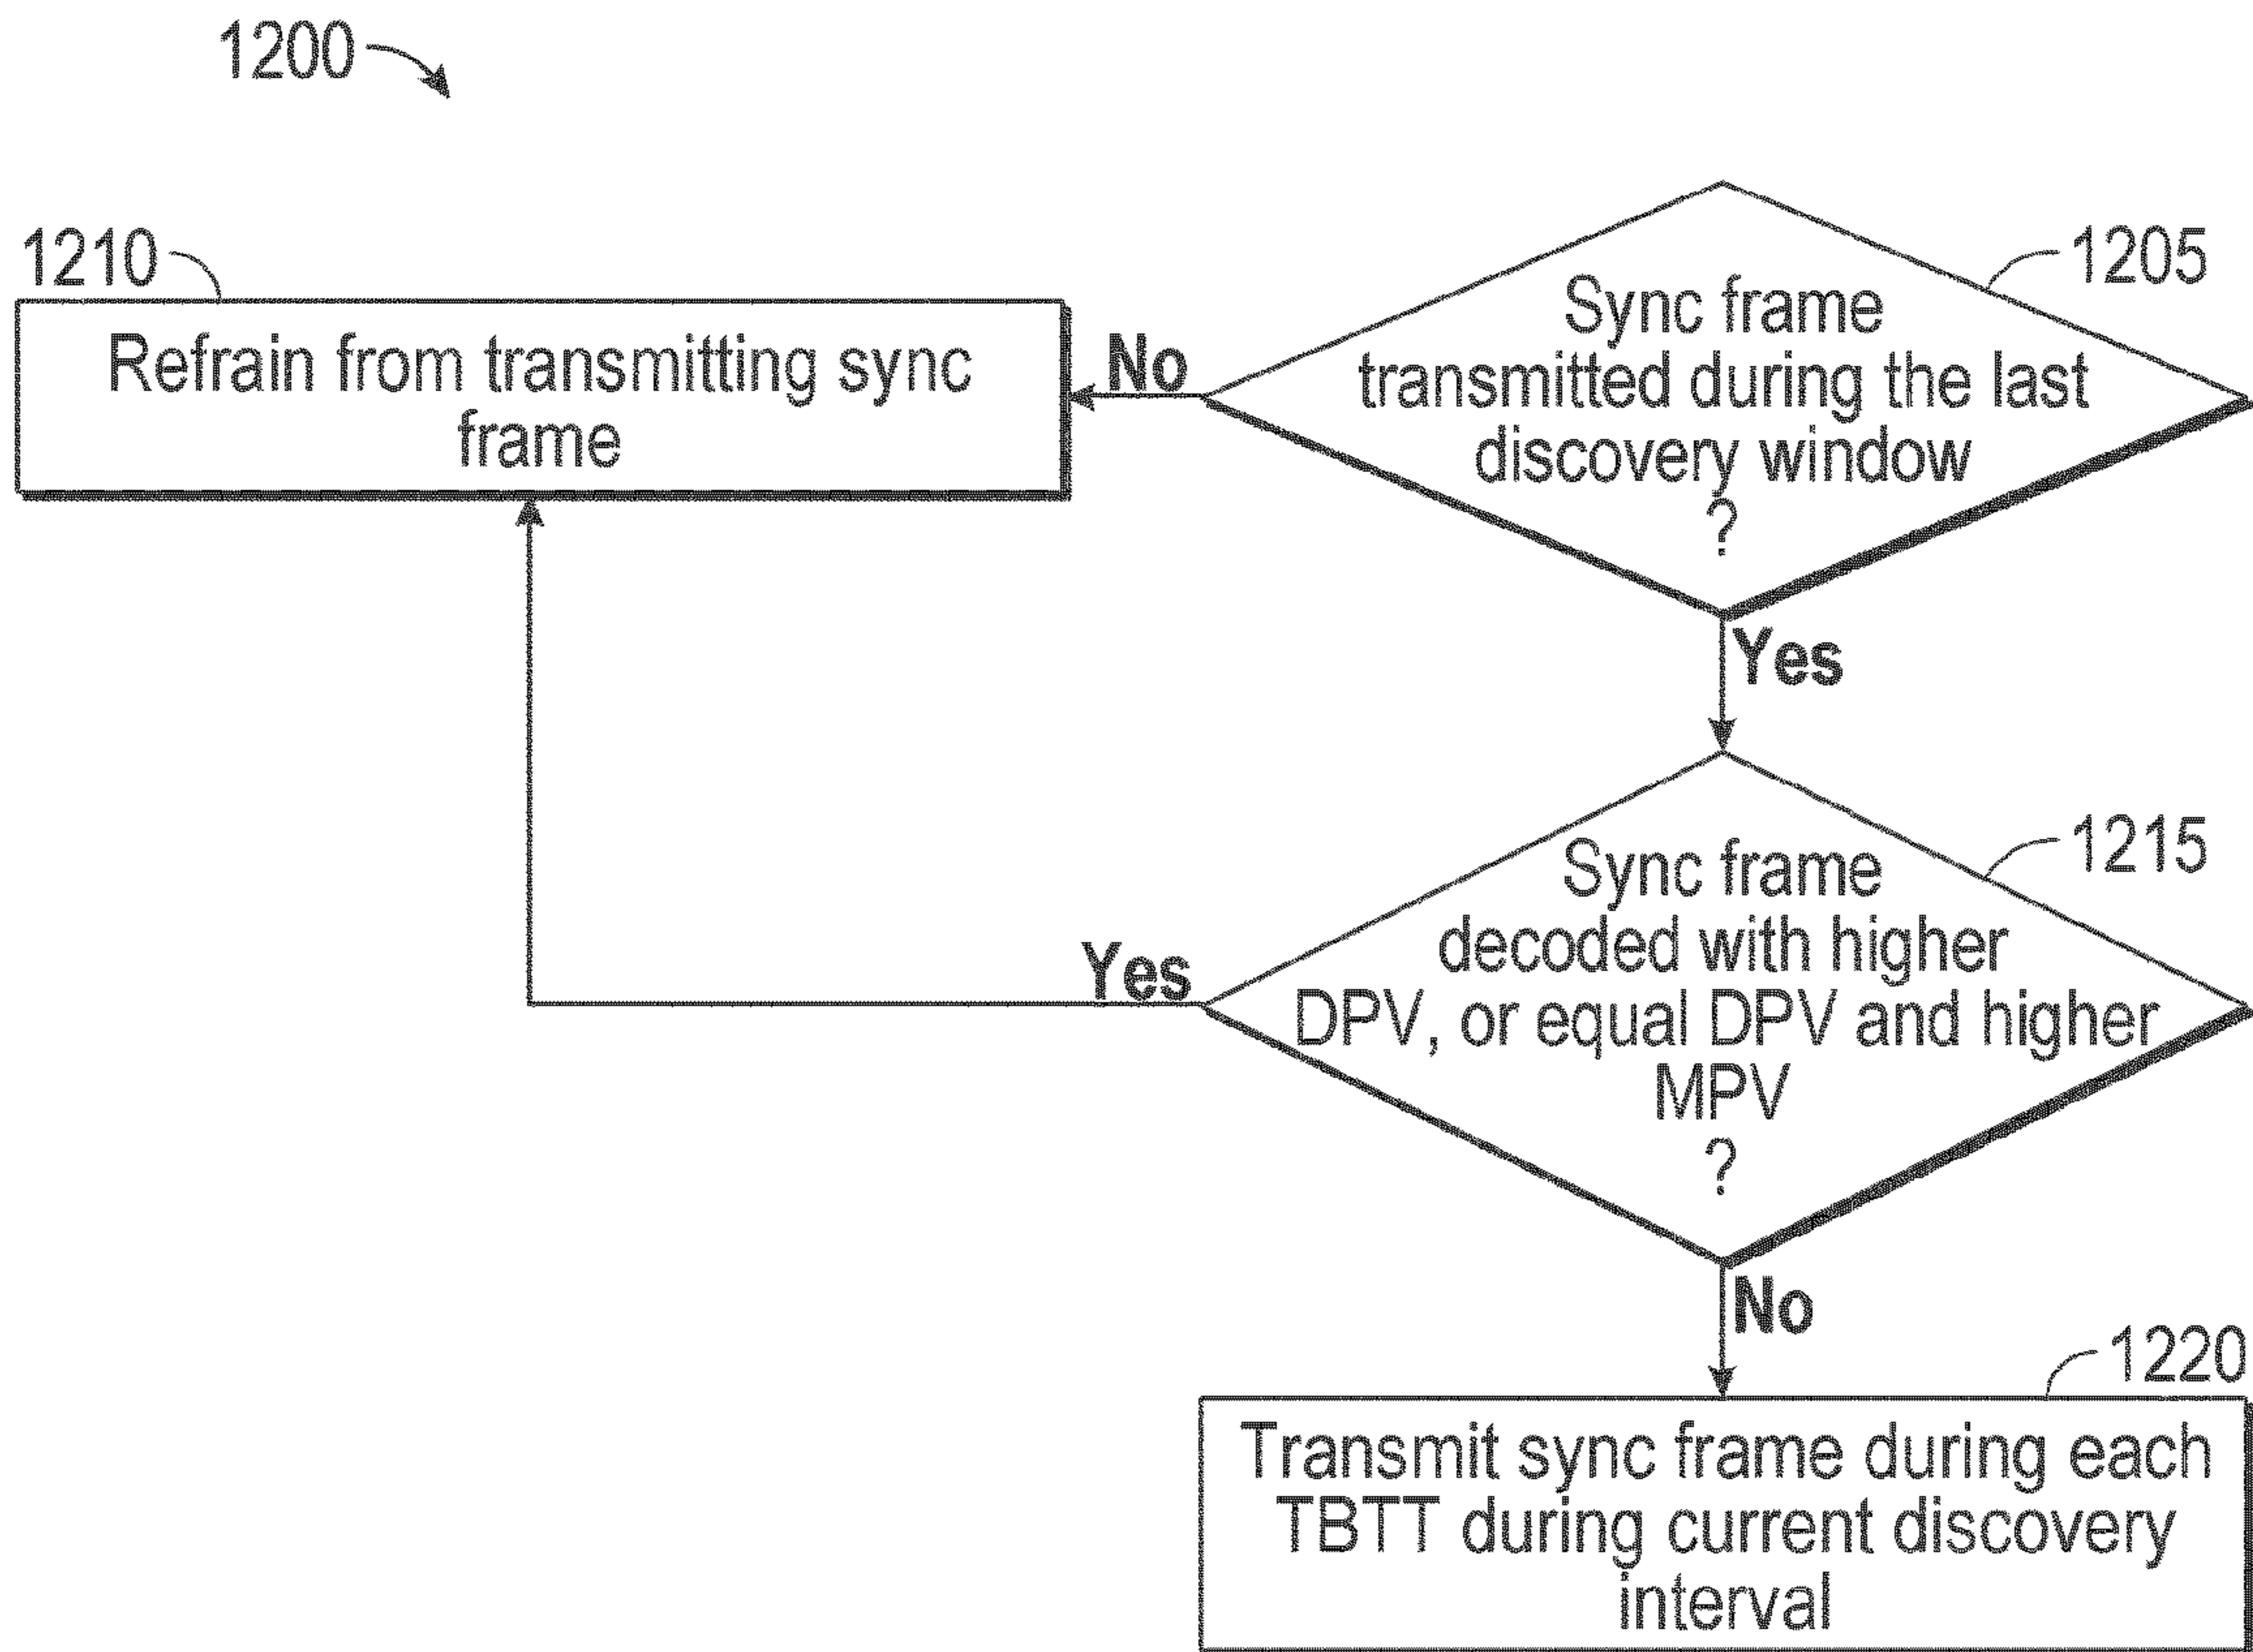 1200
1210
Refrain from transmitting sync
frame
No
1205
Sync frame
transmitted during the last
discovery window
?
Yes
1215
Sync frame
decoded with higher
DPV, or equal DPV and higher
MPV
?
Yes
No
1220
Transmit sync frame during each
TBTT during current discovery
interval